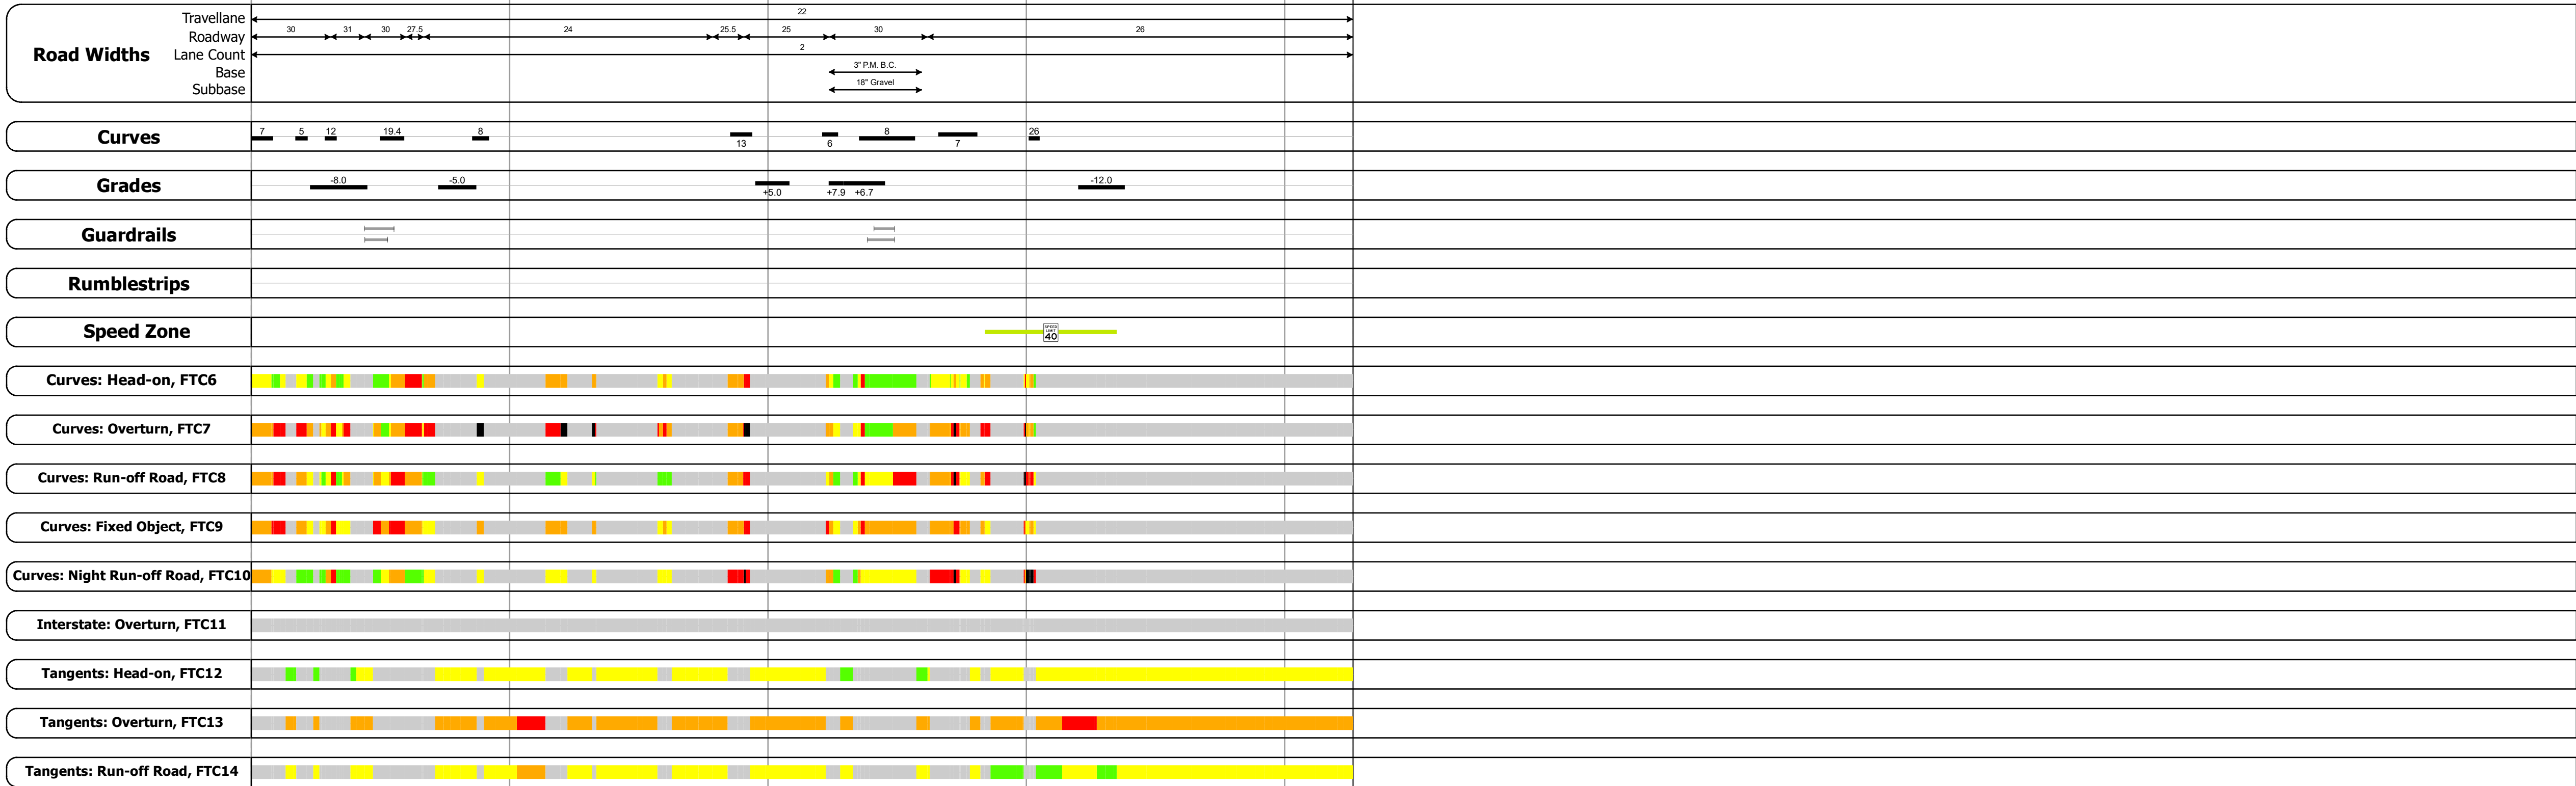 Travellane 22
Roadway 30 31 30 27.5 24 25.5 25 30 26
Road Widths
Lane Count 2
Base 3" P.M. B.C.
Subbase 18" Gravel
Curves 7 5 12 19.4 8 13 6 8 7 26
Grades -8.0 -5.0 +5.0 +7.9 +6.7 -12.0
Guardrails
Rumblestrips
Speed Zone
SPEED
LIMIT
40
Curves: Head-on, FTC6
Curves: Overturn, FTC7
Curves: Run-off Road, FTC8
Curves: Fixed Object, FTC9
Curves: Night Run-off Road, FTC10
Interstate: Overturn, FTC11
Tangents: Head-on, FTC12
Tangents: Overturn, FTC13
Tangents: Run-off Road, FTC14